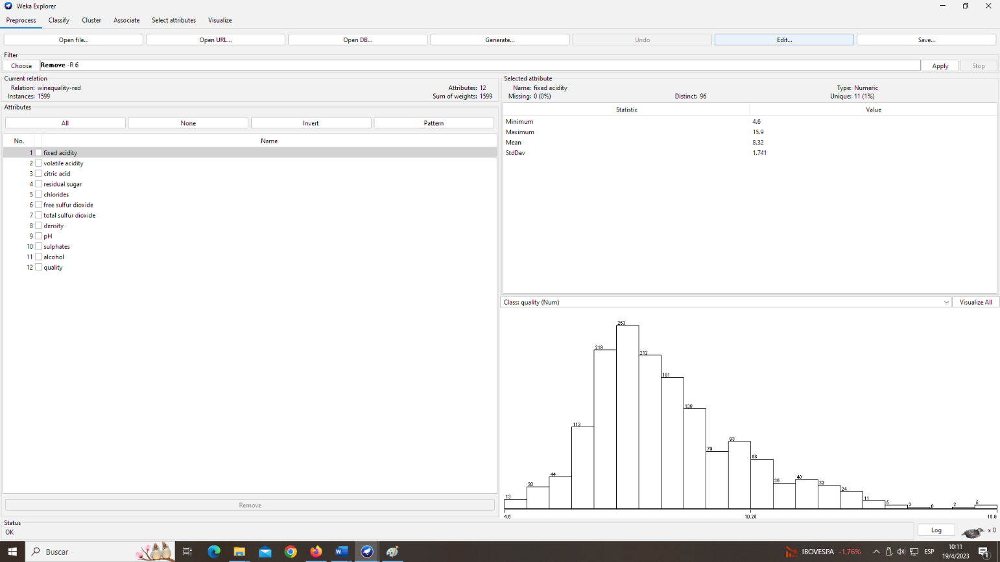 Weka Explorer
Preprocess Classify Cluster Associate Select attributes Visualize
Open file... Open URL... Open DB... Generate... Undo Edit... Save...
Filter
Choose Remove -R 6 Apply Stop
Current relation
Relation: winequality-red Attributes: 12
Instances: 1599 Sum of weights: 1599
Attributes
All None Invert Pattern
No. Name
1 fixed acidity
2 volatile acidity
3 citric acid
4 residual sugar
5 chlorides
6 free sulfur dioxide
7 total sulfur dioxide
8 density
9 pH
10 sulphates
11 alcohol
12 quality
Remove
Selected attribute
Name: fixed acidity Type: Numeric
Missing: 0 (0%) Distinct: 96 Unique: 11 (1%)
Statistic Value
Minimum 4.6
Maximum 15.9
Mean 8.32
StdDev 1.741
Class: quality (Num) Visualize All
13 30 44 113 219 253 212 181 138 79 93 68 35 40 32 24 11 5 2 0 2 5
4.6 10.25 15.9
Status
OK Log x 0
Buscar IBOVESPA -1,76% ESP 10:11
19/4/2023 1